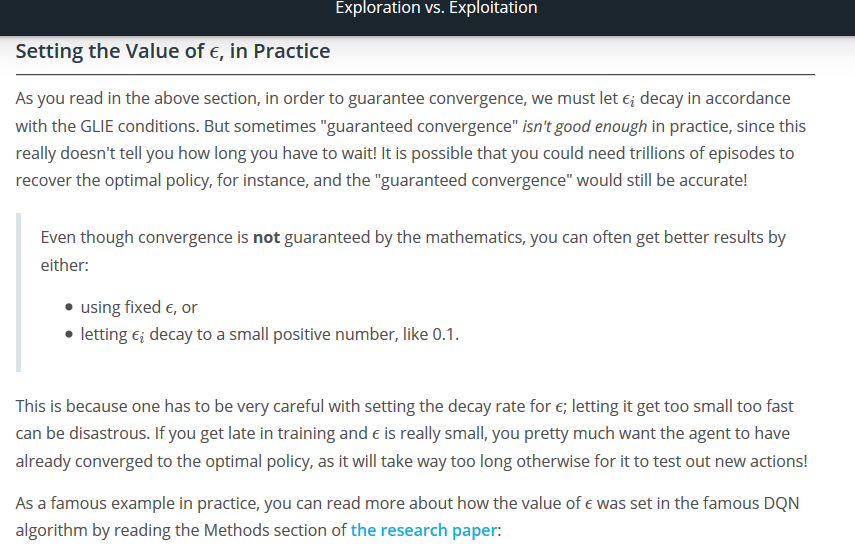 Exploration vs. Exploitation
Setting the Value of ϵ, in Practice
As you read in the above section, in order to guarantee convergence, we must let ϵᵢ decay in accordance
with the GLIE conditions. But sometimes "guaranteed convergence" isn't good enough in practice, since this
really doesn't tell you how long you have to wait! It is possible that you could need trillions of episodes to
recover the optimal policy, for instance, and the "guaranteed convergence" would still be accurate!
Even though convergence is not guaranteed by the mathematics, you can often get better results by
either:
• using fixed ϵ, or
• letting ϵᵢ decay to a small positive number, like 0.1.
This is because one has to be very careful with setting the decay rate for ϵ; letting it get too small too fast
can be disastrous. If you get late in training and ϵ is really small, you pretty much want the agent to have
already converged to the optimal policy, as it will take way too long otherwise for it to test out new actions!
As a famous example in practice, you can read more about how the value of ϵ was set in the famous DQN
algorithm by reading the Methods section of the research paper: